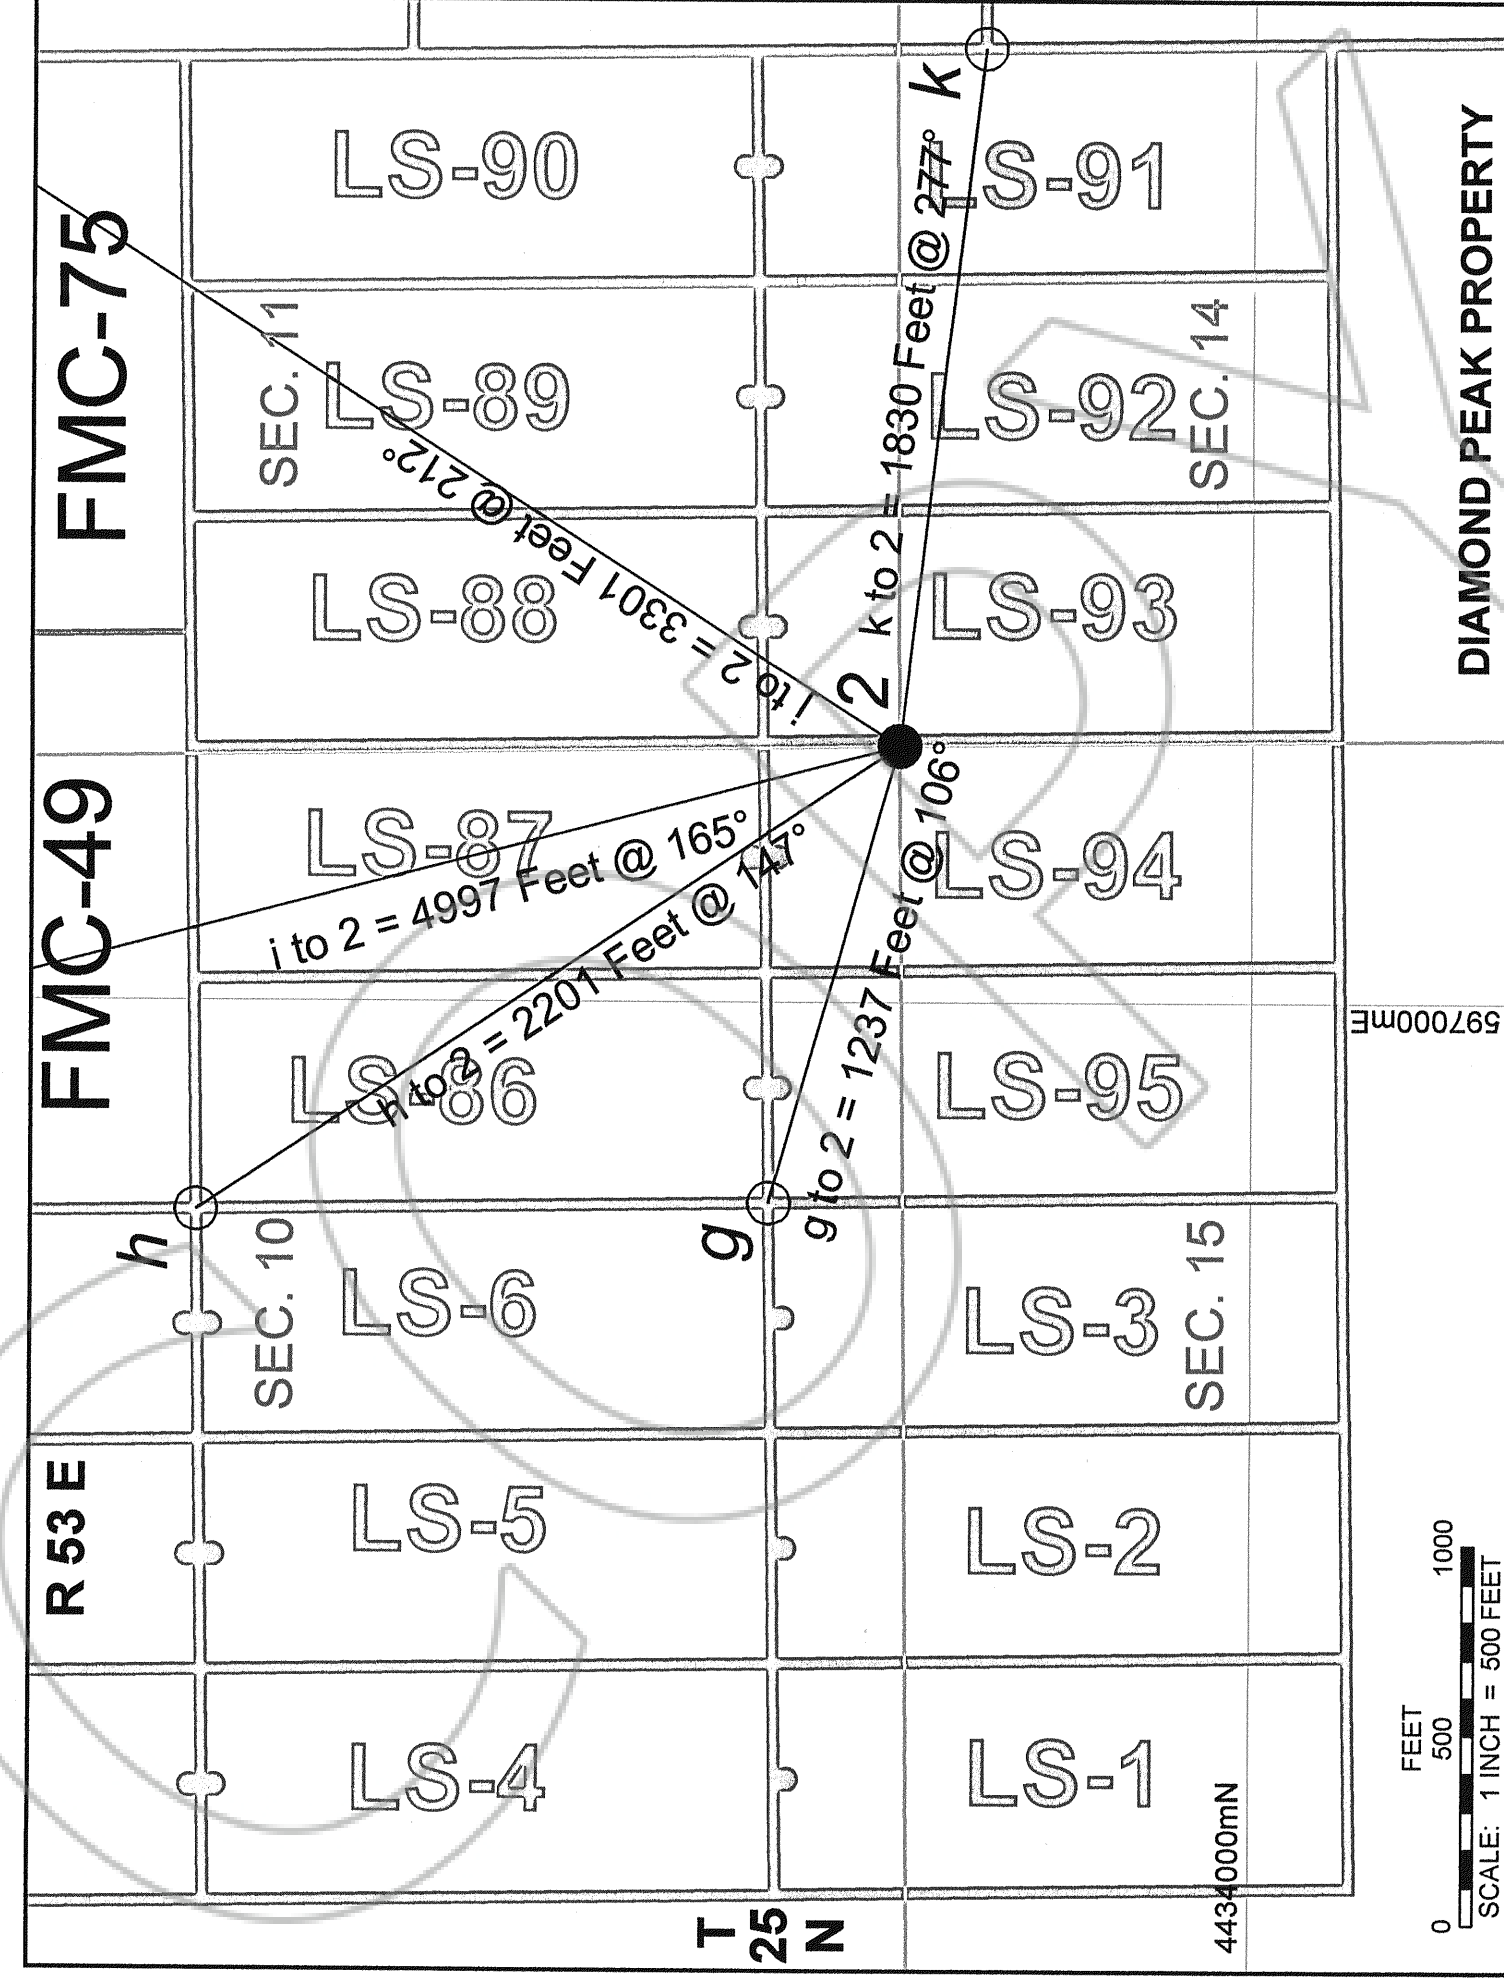 R 53 E
FMC-49
FMC-75
h
SEC. 10
SEC. 11
LS-4
LS-5
LS-6
LS-86
LS-87
LS-88
LS-89
LS-90
i to 2 = 4997 Feet @ 165°
h to 2 = 2201 Feet @ 147°
j to 2 = 3301 Feet @ 212°
T
25
N
g
g to 2 = 1237 Feet @ 106°
2
k to 2 = 1830 Feet @ 277°
k
LS-1
LS-2
LS-3
LS-95
LS-94
LS-93
LS-92
LS-91
4434000mN
SEC. 15
SEC. 14
597000mE
FEET
0 500 1000
SCALE: 1 INCH = 500 FEET
DIAMOND PEAK PROPERTY
COPY